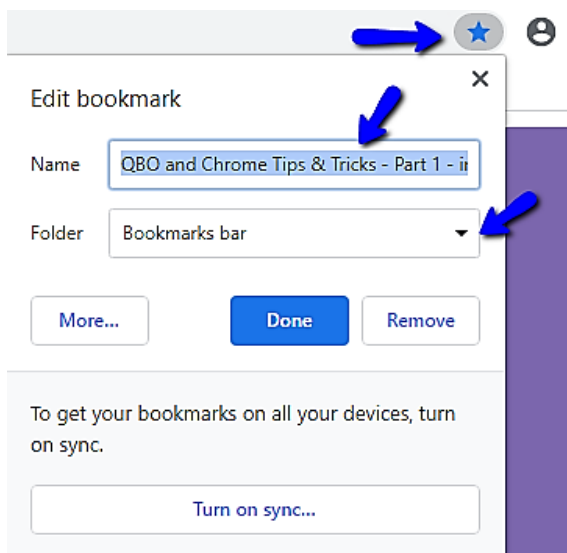 Edit bookmark
Name QBO and Chrome Tips & Tricks - Part 1 -
Folder Bookmarks bar
More... Done Remove
To get your bookmarks on all your devices, turn
on sync.
Turn on sync...